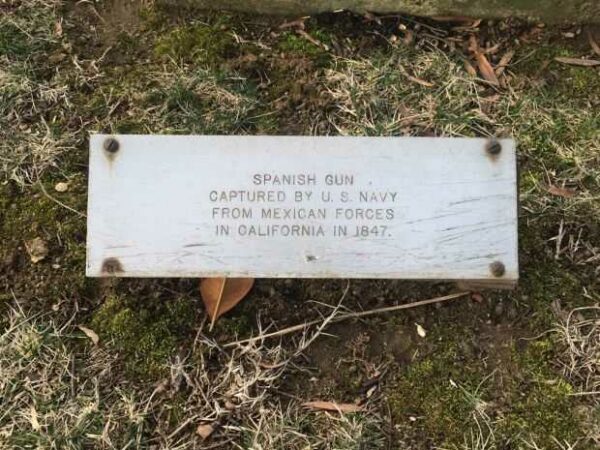 SPANISH GUN
CAPTURED BY U. S. NAVY
FROM MEXICAN FORCES
IN CALIFORNIA IN 1847.